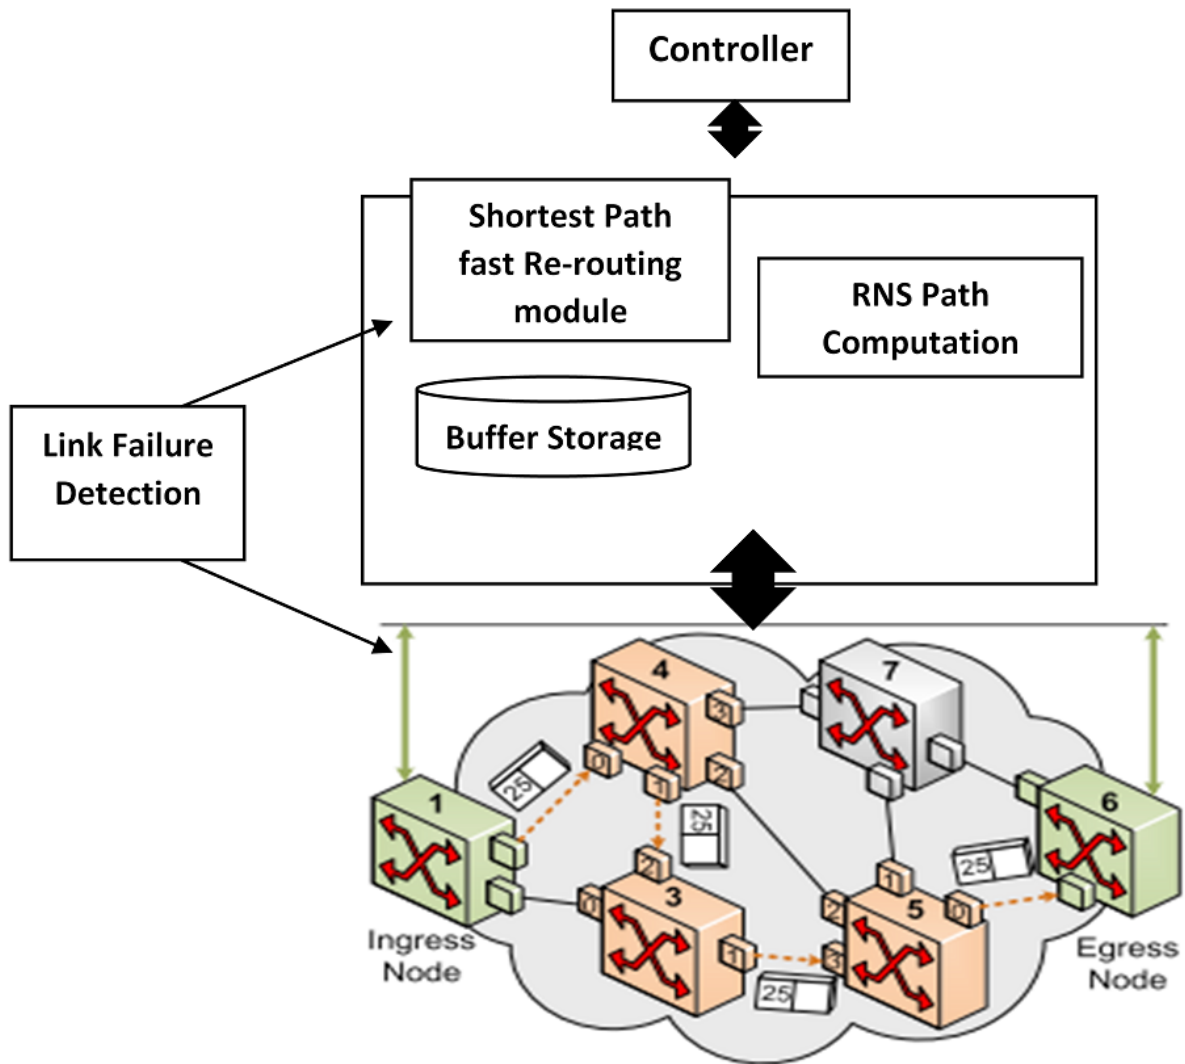 Controller
Shortest Path
fast Re-routing
module
RNS Path
Computation
Buffer Storage
Link Failure
Detection
4
7
3
0
1
2
25
1
25
6
2
25
3
0
1
5
1
0
2
3
25
Ingress
Node
Egress
Node